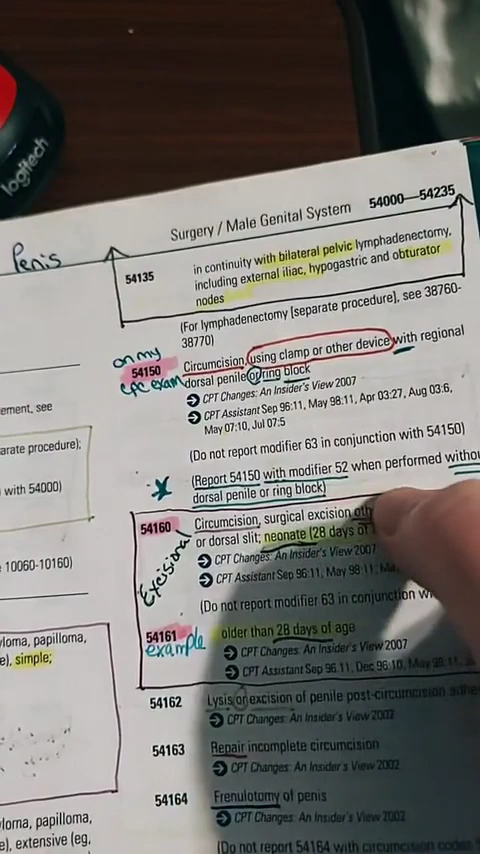 logitech
Surgery / Male Genital System 54000—54235
Penis
54135 in continuity with bilateral pelvic lymphadenectomy,
including external iliac, hypogastric and obturator
nodes
(For lymphadenectomy [separate procedure], see 38760-
38770)
on my
54150 Circumcision, using clamp or other device with regional
cpc exam dorsal penile or ring block
CPT Changes: An Insider's View 2007
CPT Assistant Sep 96:11, May 98:11, Apr 03:27, Aug 03:6,
May 07:10, Jul 07:5
(Do not report modifier 63 in conjunction with 54150)
(Report 54150 with modifier 52 when performed
dorsal penile or ring block)
54160 Circumcision, surgical excision
or dorsal slit; neonate (28 days
CPT Changes: An Insider's View 2007
CPT Assistant Sep 96:11, May 98:11,
(Do not report modifier 63 in conjunction
Excisional
54161 older than 28 days of age
example
CPT Changes: An Insider's View 2007
CPT Assistant Sep 96:11, Dec 96:10, May 98:11,
54162 Lysis or excision of penile post-circumcision
CPT Changes: An Insider's View 2002
54163 Repair incomplete circumcision
CPT Changes: An Insider's View 2002
54164 Frenulotomy of penis
CPT Changes: An Insider's View 2002
(Do not report 54164 with circumcision codes
ement, see
arate procedure);
with 54000)
10060-10160)
yloma, papilloma,
e), simple;
yloma, papilloma,
e), extensive (eg,